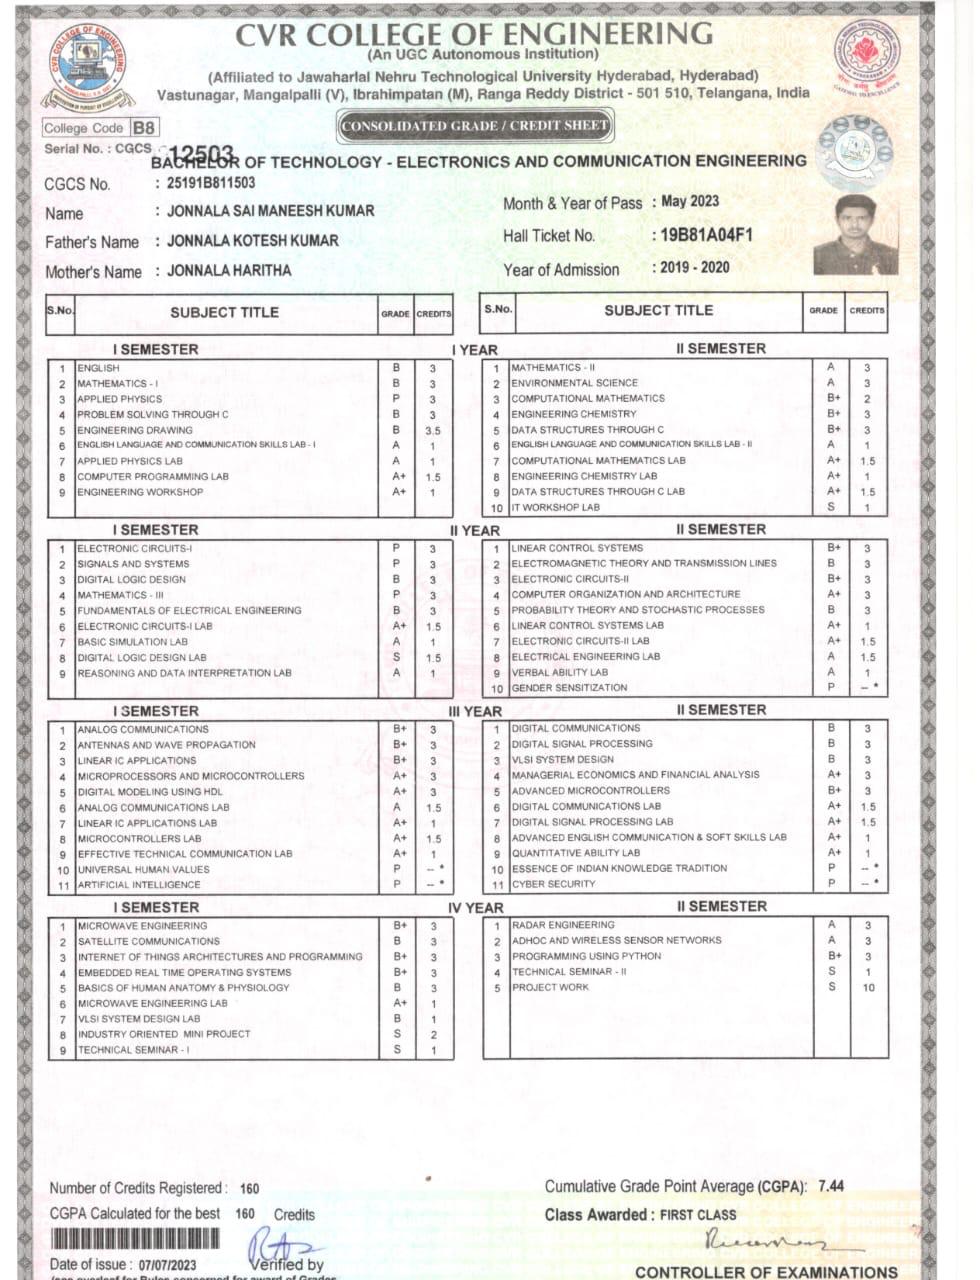 CVR COLLEGE OF ENGINEERING
(An UGC Autonomous Institution)
(Affiliated to Jawaharlal Nehru Technological University Hyderabad, Hyderabad)
Vastunagar, Mangalpalli (V), Ibrahimpatan (M), Ranga Reddy District - 501 510, Telangana, India
College Code B8
CONSOLIDATED GRADE / CREDIT SHEET
Serial No. : CGCS 12503
BACHELOR OF TECHNOLOGY - ELECTRONICS AND COMMUNICATION ENGINEERING
CGCS No. : 25191B811503
Name : JONNALA SAI MANEESH KUMAR
Month & Year of Pass : May 2023
Father's Name : JONNALA KOTESH KUMAR
Hall Ticket No. : 19B81A04F1
Mother's Name : JONNALA HARITHA
Year of Admission : 2019 - 2020
S.No. SUBJECT TITLE GRADE CREDITS
S.No. SUBJECT TITLE GRADE CREDITS
I SEMESTER I YEAR II SEMESTER
1 ENGLISH B 3
2 MATHEMATICS - I B 3
3 APPLIED PHYSICS P 3
4 PROBLEM SOLVING THROUGH C B 3
5 ENGINEERING DRAWING B 3.5
6 ENGLISH LANGUAGE AND COMMUNICATION SKILLS LAB - I A 1
7 APPLIED PHYSICS LAB A 1
8 COMPUTER PROGRAMMING LAB A+ 1.5
9 ENGINEERING WORKSHOP A+ 1
1 MATHEMATICS - II A 3
2 ENVIRONMENTAL SCIENCE A 3
3 COMPUTATIONAL MATHEMATICS B+ 2
4 ENGINEERING CHEMISTRY B+ 3
5 DATA STRUCTURES THROUGH C B+ 3
6 ENGLISH LANGUAGE AND COMMUNICATION SKILLS LAB - II A 1
7 COMPUTATIONAL MATHEMATICS LAB A+ 1.5
8 ENGINEERING CHEMISTRY LAB A+ 1
9 DATA STRUCTURES THROUGH C LAB A+ 1.5
10 IT WORKSHOP LAB S 1
I SEMESTER II YEAR II SEMESTER
1 ELECTRONIC CIRCUITS-I P 3
2 SIGNALS AND SYSTEMS P 3
3 DIGITAL LOGIC DESIGN B 3
4 MATHEMATICS - III P 3
5 FUNDAMENTALS OF ELECTRICAL ENGINEERING B 3
6 ELECTRONIC CIRCUITS-I LAB A+ 1.5
7 BASIC SIMULATION LAB A 1
8 DIGITAL LOGIC DESIGN LAB S 1.5
9 REASONING AND DATA INTERPRETATION LAB A 1
1 LINEAR CONTROL SYSTEMS B+ 3
2 ELECTROMAGNETIC THEORY AND TRANSMISSION LINES B 3
3 ELECTRONIC CIRCUITS-II B+ 3
4 COMPUTER ORGANIZATION AND ARCHITECTURE A+ 3
5 PROBABILITY THEORY AND STOCHASTIC PROCESSES B 3
6 LINEAR CONTROL SYSTEMS LAB A+ 1
7 ELECTRONIC CIRCUITS-II LAB A+ 1.5
8 ELECTRICAL ENGINEERING LAB A 1.5
9 VERBAL ABILITY LAB A 1
10 GENDER SENSITIZATION P -- *
I SEMESTER III YEAR II SEMESTER
1 ANALOG COMMUNICATIONS B+ 3
2 ANTENNAS AND WAVE PROPAGATION B+ 3
3 LINEAR IC APPLICATIONS B+ 3
4 MICROPROCESSORS AND MICROCONTROLLERS A+ 3
5 DIGITAL MODELING USING HDL A+ 3
6 ANALOG COMMUNICATIONS LAB A 1.5
7 LINEAR IC APPLICATIONS LAB A+ 1
8 MICROCONTROLLERS LAB A+ 1.5
9 EFFECTIVE TECHNICAL COMMUNICATION LAB A+ 1
10 UNIVERSAL HUMAN VALUES P -- *
11 ARTIFICIAL INTELLIGENCE P -- *
1 DIGITAL COMMUNICATIONS B 3
2 DIGITAL SIGNAL PROCESSING B 3
3 VLSI SYSTEM DESIGN B 3
4 MANAGERIAL ECONOMICS AND FINANCIAL ANALYSIS A+ 3
5 ADVANCED MICROCONTROLLERS B+ 3
6 DIGITAL COMMUNICATIONS LAB A+ 1.5
7 DIGITAL SIGNAL PROCESSING LAB A+ 1.5
8 ADVANCED ENGLISH COMMUNICATION & SOFT SKILLS LAB A+ 1
9 QUANTITATIVE ABILITY LAB A+ 1
10 ESSENCE OF INDIAN KNOWLEDGE TRADITION P -- *
11 CYBER SECURITY P -- *
I SEMESTER IV YEAR II SEMESTER
1 MICROWAVE ENGINEERING B+ 3
2 SATELLITE COMMUNICATIONS B 3
3 INTERNET OF THINGS ARCHITECTURES AND PROGRAMMING B+ 3
4 EMBEDDED REAL TIME OPERATING SYSTEMS B+ 3
5 BASICS OF HUMAN ANATOMY & PHYSIOLOGY B 3
6 MICROWAVE ENGINEERING LAB A+ 1
7 VLSI SYSTEM DESIGN LAB B 1
8 INDUSTRY ORIENTED MINI PROJECT S 2
9 TECHNICAL SEMINAR - I S 1
1 RADAR ENGINEERING A 3
2 ADHOC AND WIRELESS SENSOR NETWORKS A 3
3 PROGRAMMING USING PYTHON B+ 3
4 TECHNICAL SEMINAR - II S 1
5 PROJECT WORK S 10
Number of Credits Registered : 160
Cumulative Grade Point Average (CGPA): 7.44
CGPA Calculated for the best 160 Credits
Class Awarded : FIRST CLASS
Date of issue : 07/07/2023
Verified by
CONTROLLER OF EXAMINATIONS